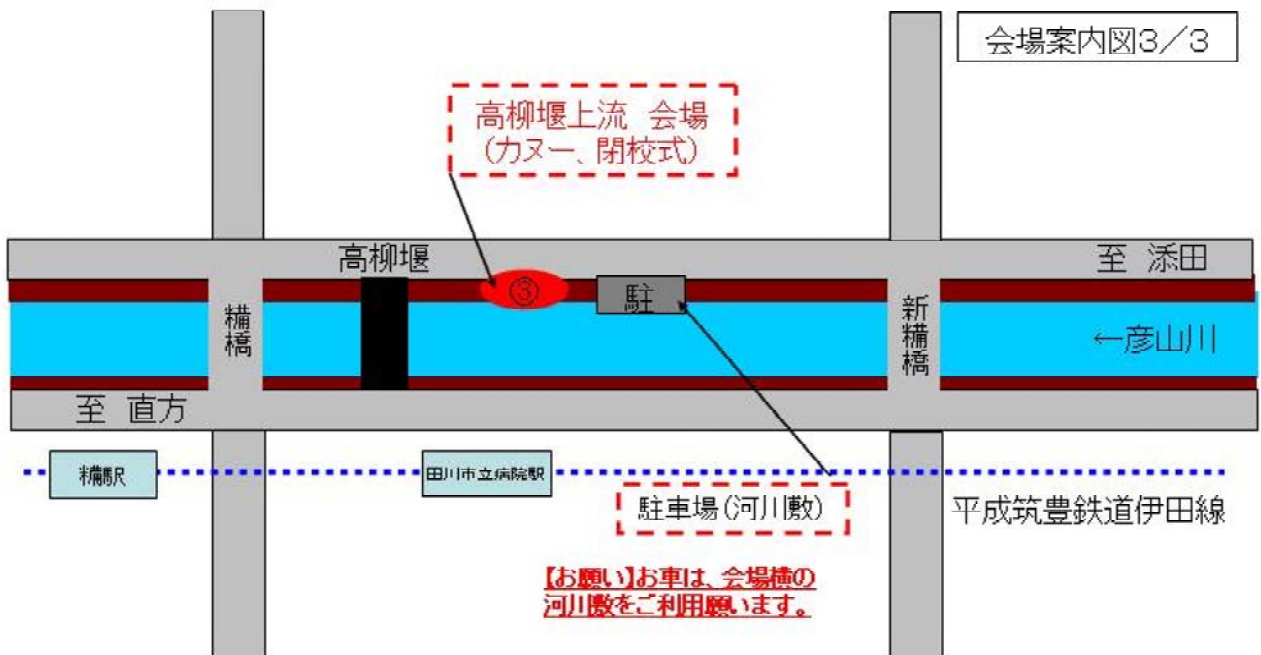 会場案内図3/3
高柳堰上流 会場
(カヌー、閉校式)
高柳堰
至 添田
③
駐
糒橋
新糒橋
←彦山川
至 直方
糒駅
田川市立病院駅
駐車場(河川敷)
平成筑豊鉄道伊田線
【お願い】お車は、会場横の
河川敷をご利用願います。